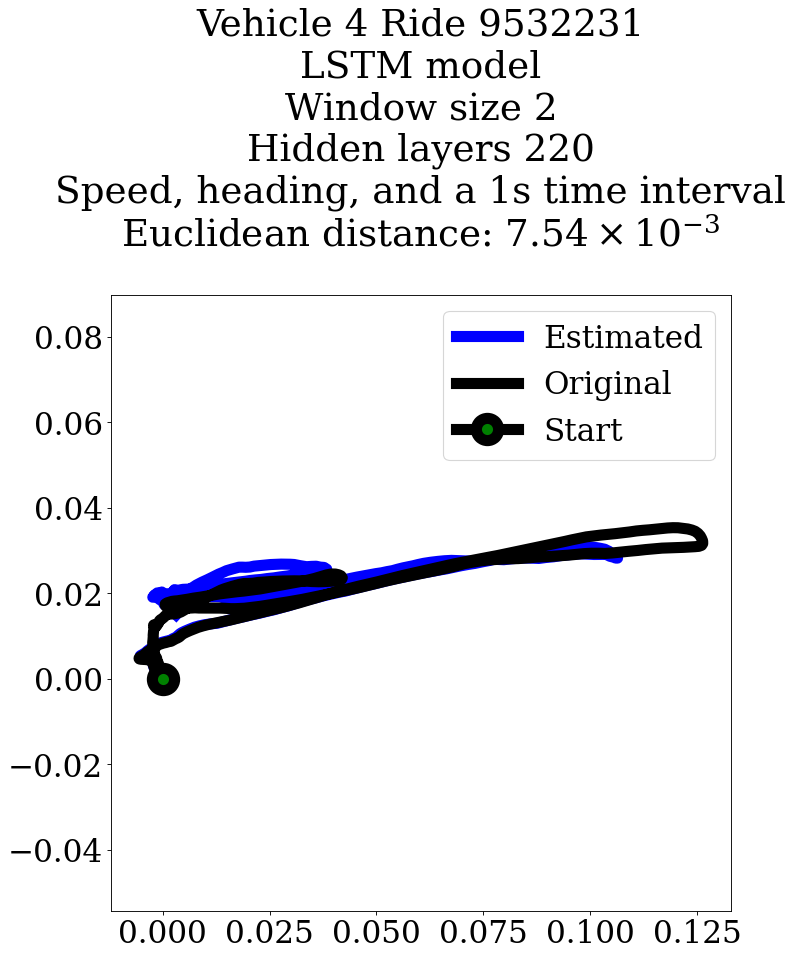 Vehicle 4 Ride 9532231
LSTM model
Window size 2
Hidden layers 220
Speed, heading, and a 1s time interval
Euclidean distance: 7.54 × 10⁻³
Estimated
Original
Start
0.08
0.06
0.04
0.02
0.00
−0.02
−0.04
0.000 0.025 0.050 0.075 0.100 0.125